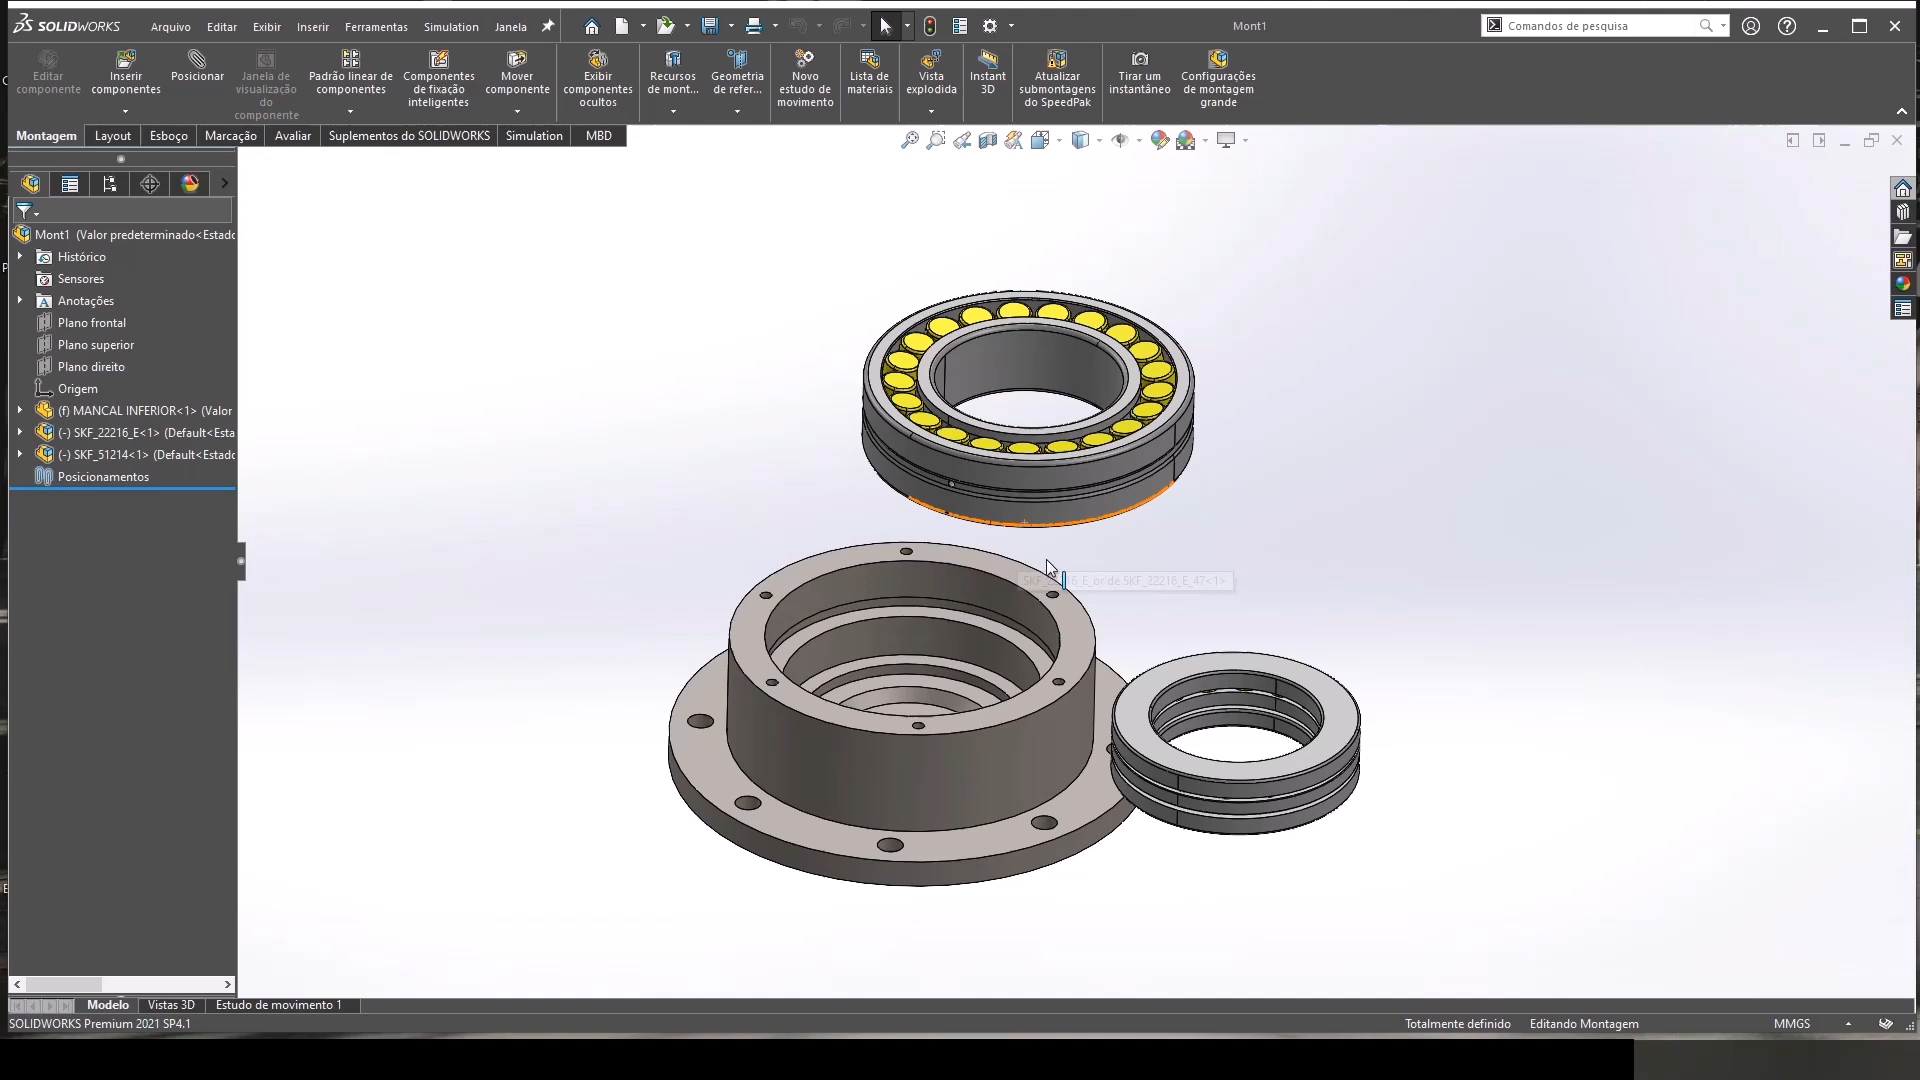 SOLIDWORKS
Arquivo Editar Exibir Inserir Ferramentas Simulation Janela
Mont1
Comandos de pesquisa
Editar componente
Inserir componentes
Posicionar
Janela de visualização do componente
Padrão linear de componentes
Componentes de fixação inteligentes
Mover componente
Exibir componentes ocultos
Recursos de mont...
Geometria de refer...
Novo estudo de movimento
Lista de materiais
Vista explodida
Instant 3D
Atualizar submontagens do SpeedPak
Tirar um instantâneo
Configurações de montagem grande
Montagem Layout Esboço Marcação Avaliar Suplementos do SOLIDWORKS Simulation MBD
Mont1 (Valor predeterminado<Estado
Histórico
Sensores
Anotações
Plano frontal
Plano superior
Plano direito
Origem
(f) MANCAL INFERIOR<1> (Valor
(-) SKF_22216_E<1> (Default<Esta
(-) SKF_51214<1> (Default<Estado
Posicionamentos
SKF_22216_E_or de SKF_22216_E_47<1>
Modelo Vistas 3D Estudo de movimento 1
SOLIDWORKS Premium 2021 SP4.1
Totalmente definido Editando Montagem MMGS